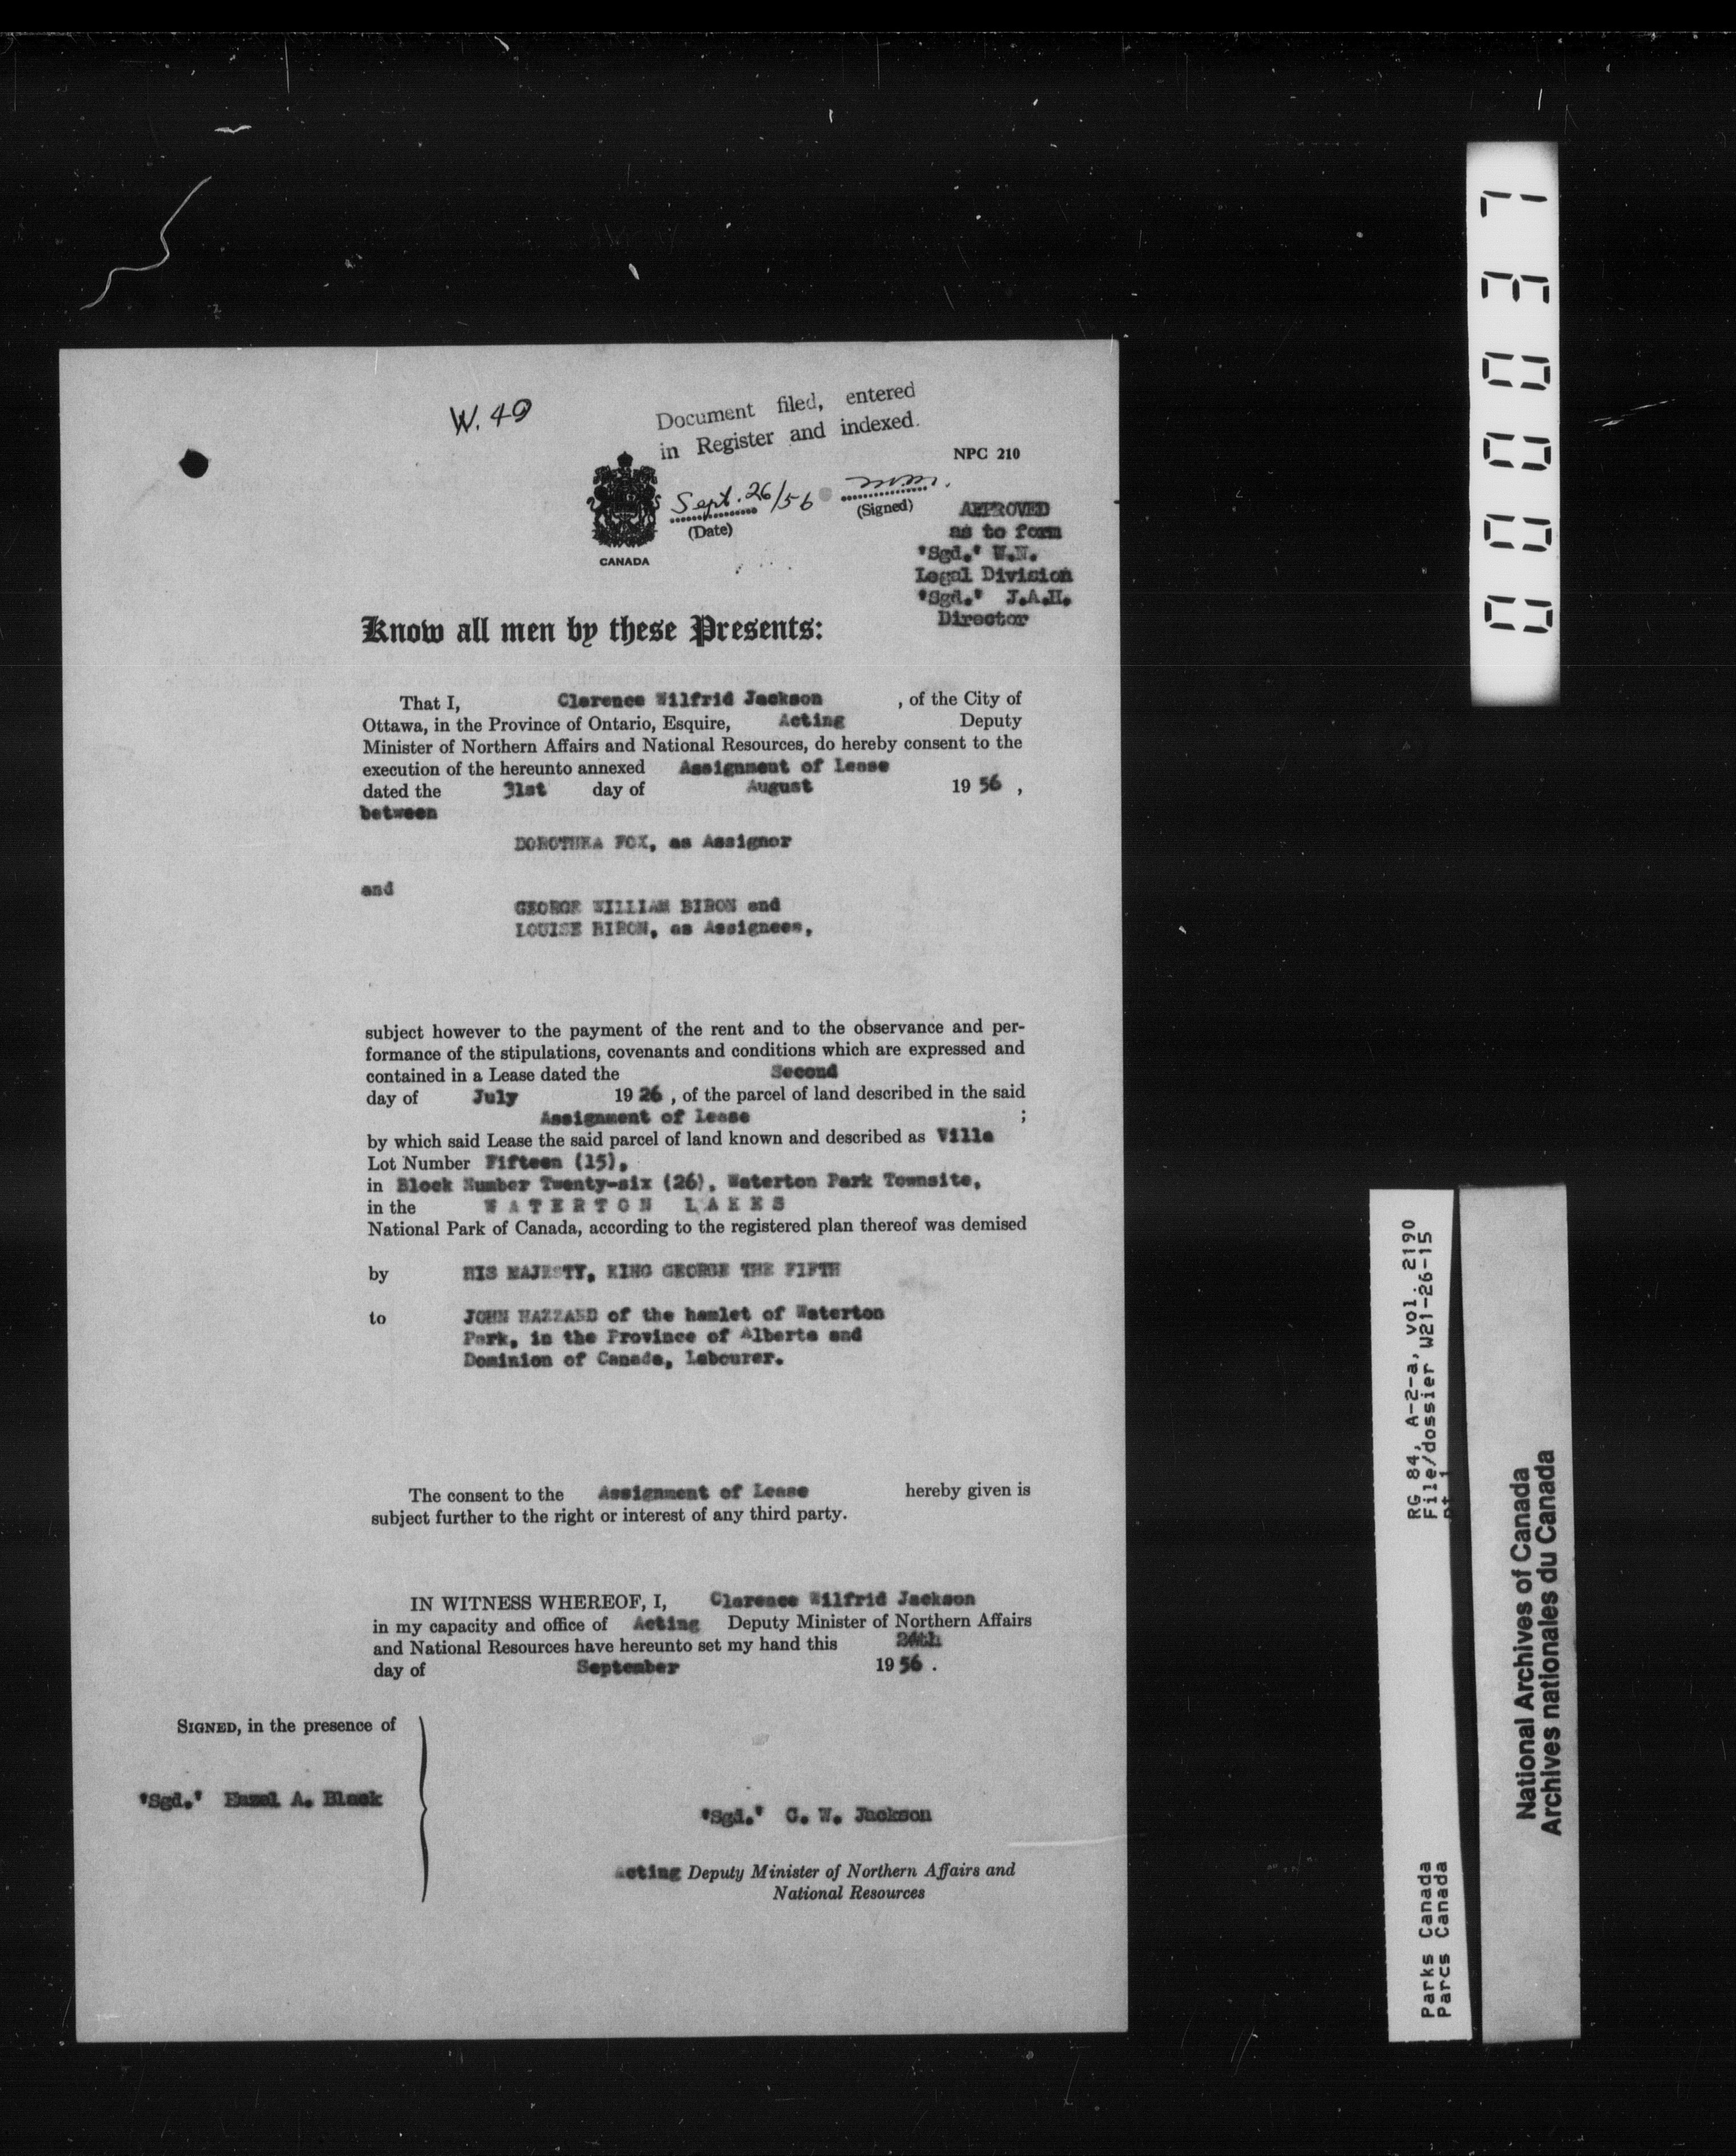 W. 49
Document filed, entered
in Register and indexed.
NPC 210
Sept. 26/56
(Date)
(Signed)
CANADA
APPROVED
as to form
"Sgd." W.N.
Legal Division
"Sgd." J.A.H.
Director
Know all men by these Presents:
That I, Clarence Wilfrid Jackson , of the City of
Ottawa, in the Province of Ontario, Esquire, Acting Deputy
Minister of Northern Affairs and National Resources, do hereby consent to the
execution of the hereunto annexed Assignment of Lease
dated the 31st day of August 1956 ,
between
DOROTHEA FOX, as Assignor
and
GEORGE WILLIAM BIRON and
LOUISE BIRON, as Assignees,
subject however to the payment of the rent and to the observance and per-
formance of the stipulations, covenants and conditions which are expressed and
contained in a Lease dated the Second
day of July 1926 , of the parcel of land described in the said
Assignment of Lease ;
by which said Lease the said parcel of land known and described as Villa
Lot Number Fifteen (15),
in Block Number Twenty-six (26), Waterton Park Townsite,
in the WATERTON LAKES
National Park of Canada, according to the registered plan thereof was demised
by HIS MAJESTY, KING GEORGE THE FIFTH
to JOHN HAZZARD of the hamlet of Waterton
Park, in the Province of Alberta and
Dominion of Canada, Labourer.
The consent to the Assignment of Lease hereby given is
subject further to the right or interest of any third party.
IN WITNESS WHEREOF, I, Clarence Wilfrid Jackson
in my capacity and office of Acting Deputy Minister of Northern Affairs
and National Resources have hereunto set my hand this
day of September 1956 .
SIGNED, in the presence of
"Sgd." Hazel A. Black
"Sgd." C. W. Jackson
Acting Deputy Minister of Northern Affairs and
National Resources
000037
RG 84, A-2-a, vol. 2190
File/dossier W21-26-15
pt 1
Parks Canada
Parcs Canada
National Archives of Canada
Archives nationales du Canada